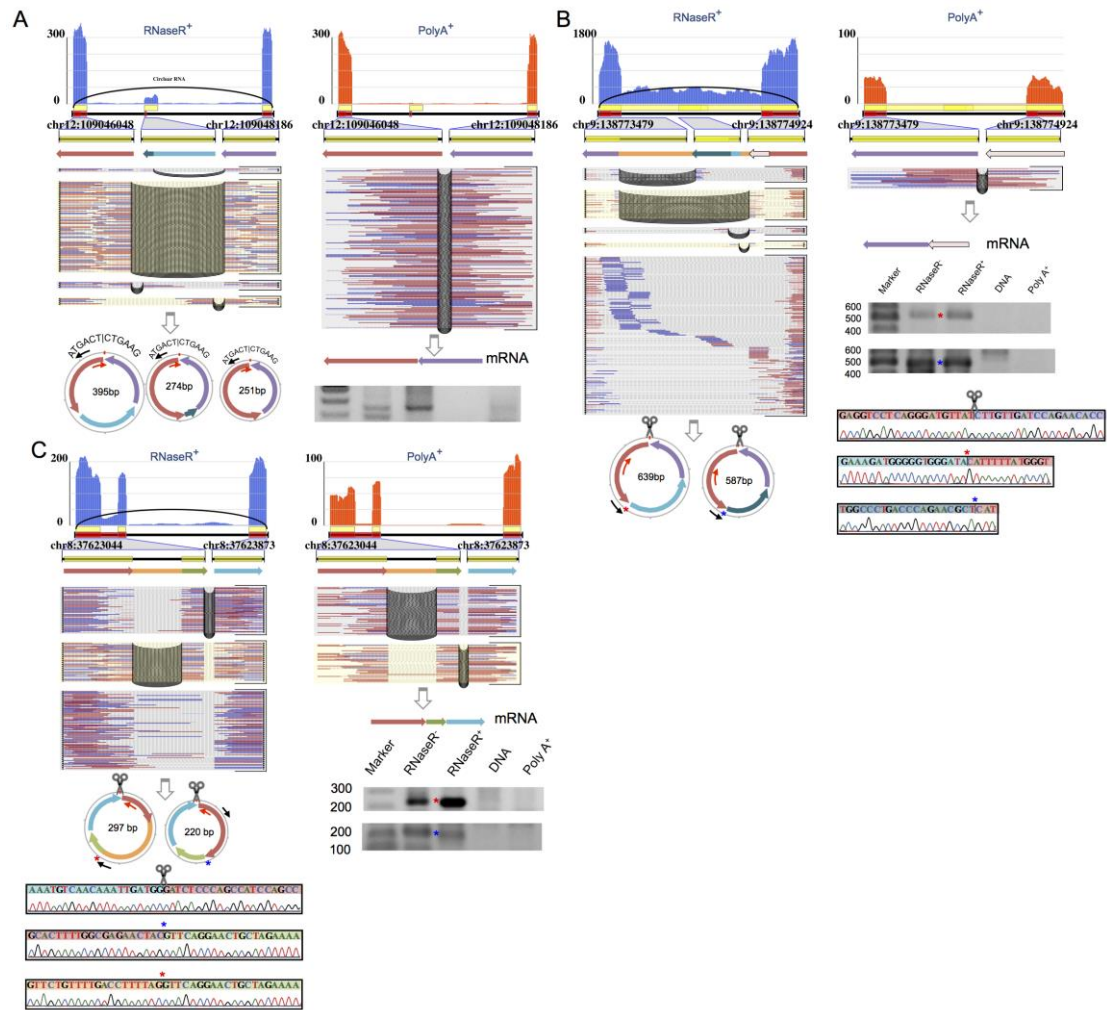 A
RNaseR+
300
0
Circluar RNA
chr12:109046048
chr12:109048186
PolyA+
300
0
chr12:109046048
chr12:109048186
ATGACT|CTGAAG
ATGACT|CTGAAG
ATGACT|CTGAAG
395bp
274bp
251bp
mRNA
B
RNaseR+
1800
0
chr9:138773479
chr9:138774924
PolyA+
100
0
chr9:138773479
chr9:138774924
mRNA
Marker
RNaseR-
RNaseR+
DNA
Poly A+
600
500
*
400
600
500
*
400
639bp
587bp
*
*
GAGGTCCTCAGGGATGTTATCTTGTTGATCCAGAACACC
*
GAAAGATGGGGGTGGGATACATTTTTATGGGT
*
TGGCCCTGACCCAGAACGCTCAT
C
RNaseR+
200
0
chr8:37623044
chr8:37623873
PolyA+
100
0
chr8:37623044
chr8:37623873
mRNA
Marker
RNaseR-
RNaseR+
DNA
Poly A+
300
200
*
200
*
100
297 bp
220 bp
*
*
AAATGTCAACAAATTGATGGGATCTCCCAGCCATCCAGCC
*
GCACTTTTGGCGAGAACTACGTTCAGGAACTGCTAGAAAA
*
GTTCTGTTTTGACCTTTTAGGTTCAGGAACTGCTAGAAAA